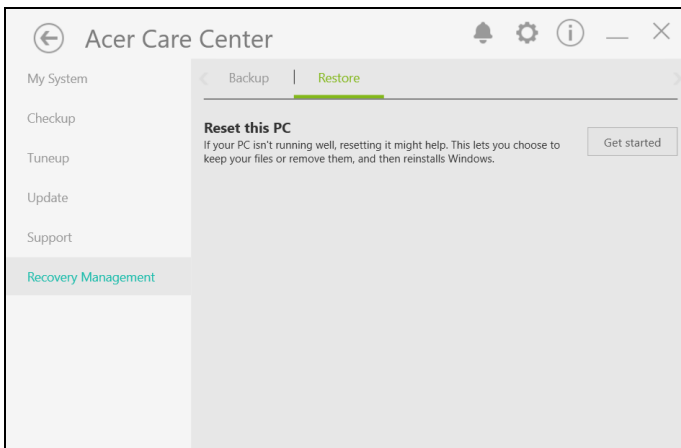 Acer Care Center
My System
Checkup
Tuneup
Update
Support
Recovery Management
Backup | Restore
Reset this PC
If your PC isn't running well, resetting it might help. This lets you choose to
keep your files or remove them, and then reinstalls Windows.
Get started